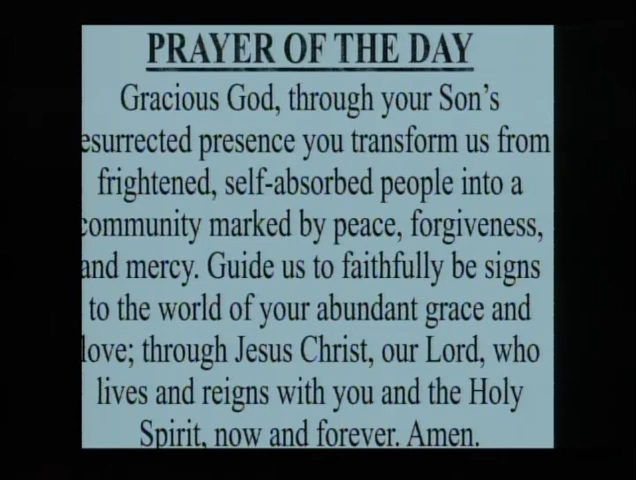 PRAYER OF THE DAY
Gracious God, through your Son's
esurrected presence you transform us from
frightened, self-absorbed people into a
community marked by peace, forgiveness,
and mercy. Guide us to faithfully be signs
to the world of your abundant grace and
love; through Jesus Christ, our Lord, who
lives and reigns with you and the Holy
Spirit, now and forever. Amen.